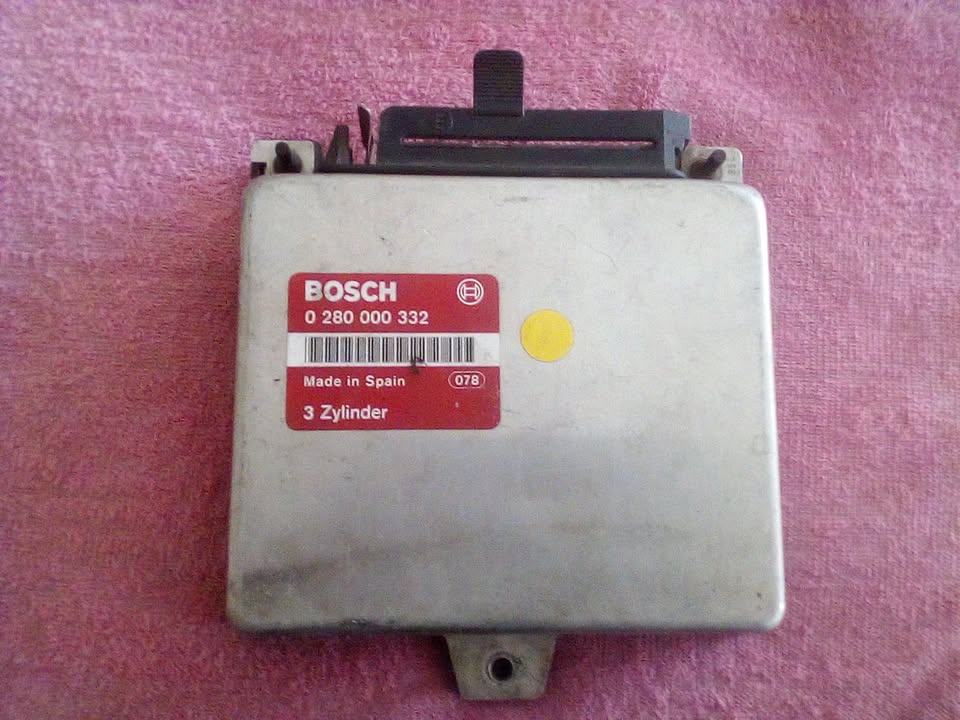 BOSCH
0 280 000 332
Made in Spain 078
3 Zylinder